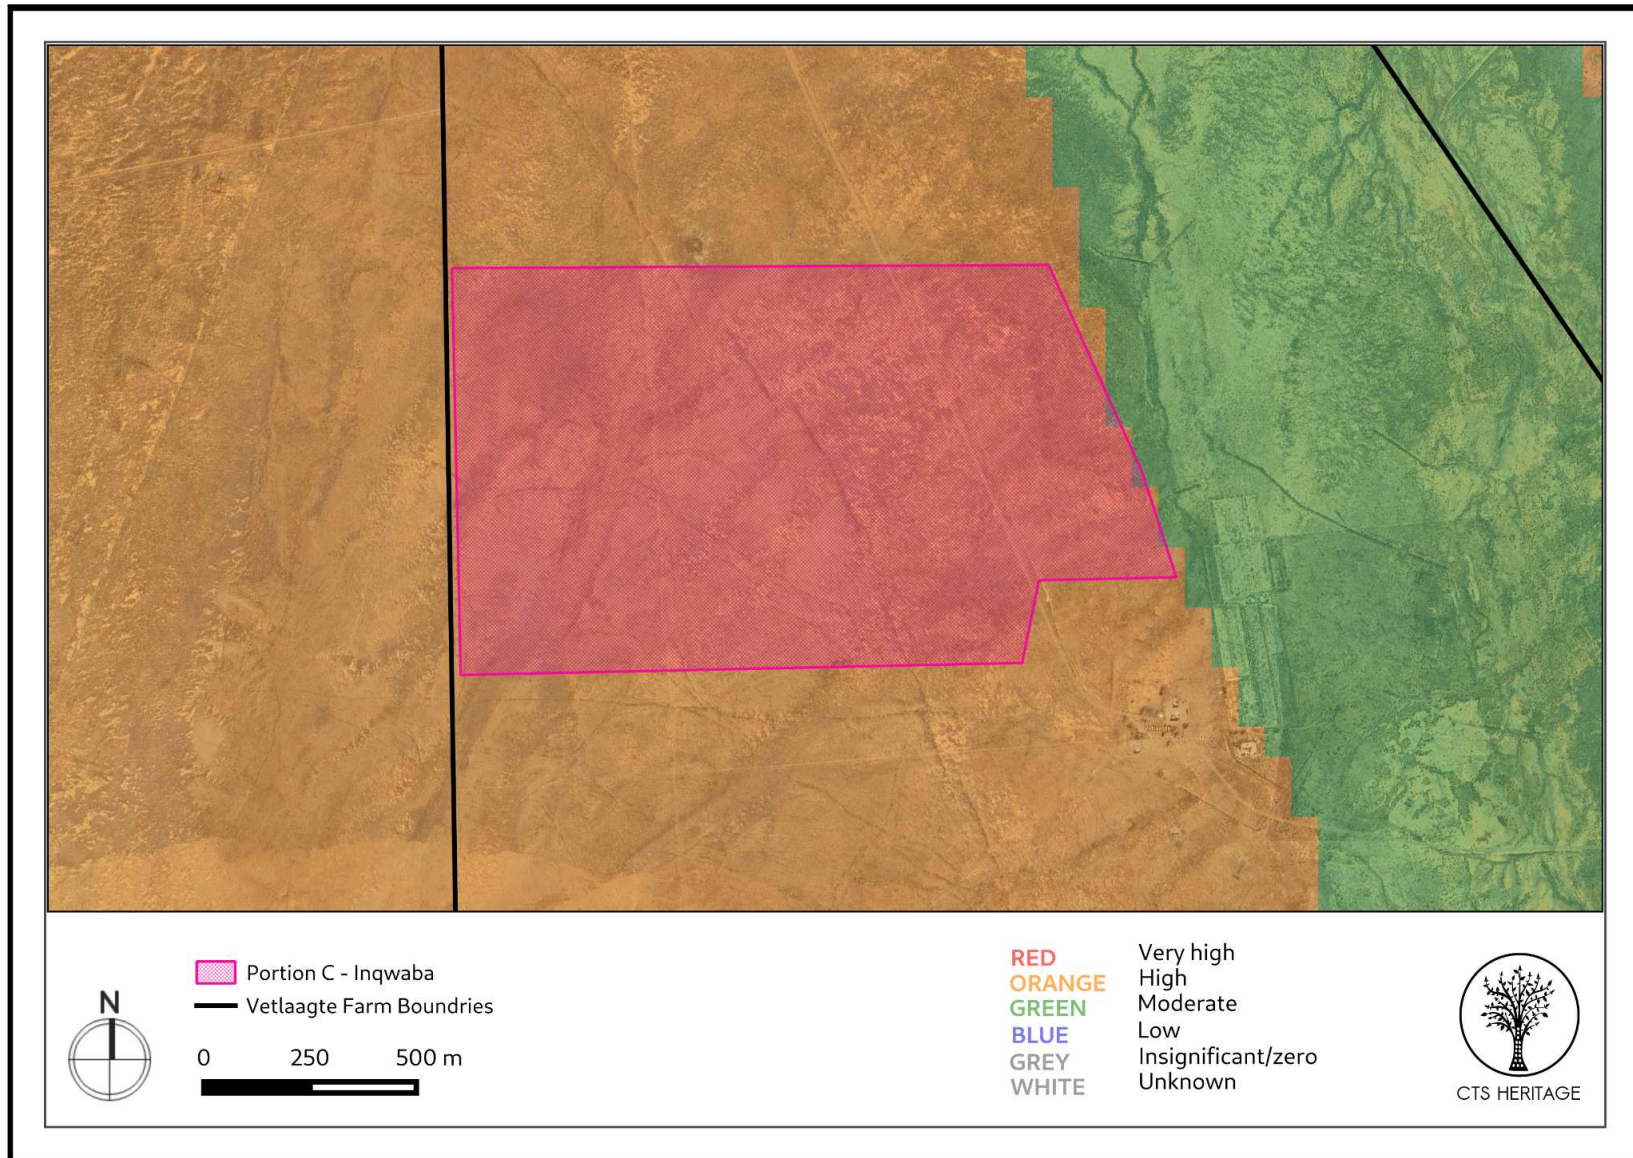 Portion C - Inqwaba
Vetlaagte Farm Boundries
N
0 250 500 m
RED Very high
ORANGE High
GREEN Moderate
BLUE Low
GREY Insignificant/zero
WHITE Unknown
CTS HERITAGE